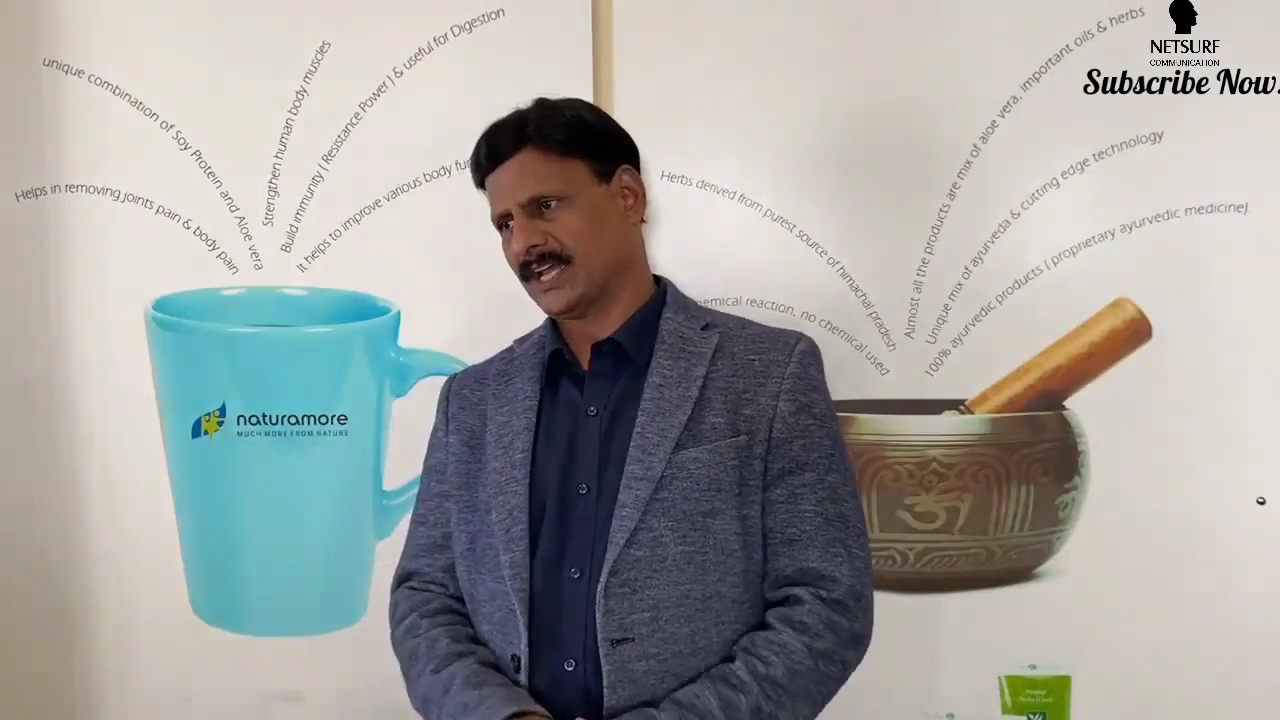 NETSURF
COMMUNICATION
Subscribe Now
Helps in removing joints pain & body pain
unique combination of Soy Protein and Aloe vera
Strengthen human body muscles
Build immunity ( Resistance Power ) & useful for Digestion
It helps to improve various body
naturamore
MUCH MORE FROM NATURE
chemical reaction, no chemical used
Herbs derived from purest source of himachal pradesh
Almost all the products are mix of aloe vera, important oils & herbs
Unique mix of ayurveda & cutting edge technology
100% ayurvedic products ( proprietary ayurvedic medicine).
ॐ